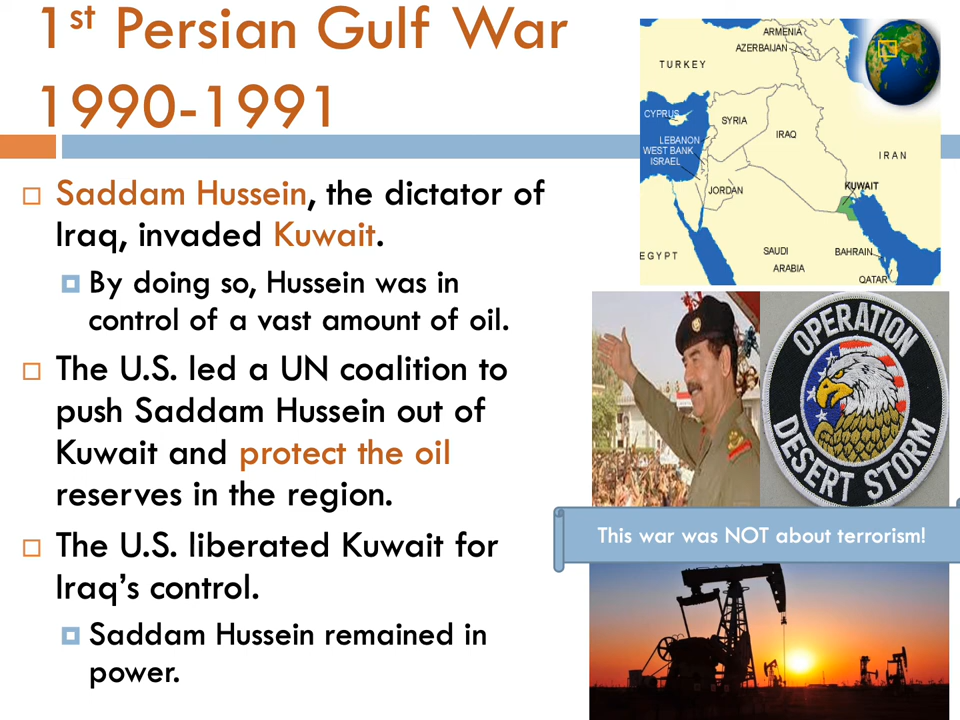 1st Persian Gulf War
1990-1991
Saddam Hussein, the dictator of
Iraq, invaded Kuwait.
By doing so, Hussein was in
control of a vast amount of oil.
The U.S. led a UN coalition to
push Saddam Hussein out of
Kuwait and protect the oil
reserves in the region.
The U.S. liberated Kuwait for
Iraq’s control.
Saddam Hussein remained in
power.
ARMENIA
AZERBAIJAN
TURKEY
CYPRUS
SYRIA
LEBANON
WEST BANK
ISRAEL
IRAQ
IRAN
JORDAN
KUWAIT
EGYPT
SAUDI
ARABIA
BAHRAIN
QATAR
OPERATION
DESERT STORM
This war was NOT about terrorism!